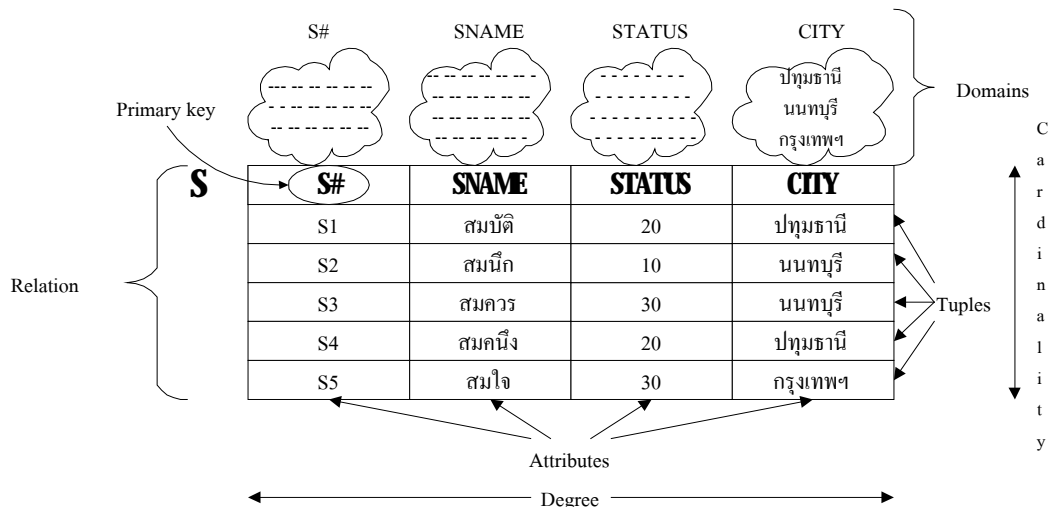 S# SNAME STATUS CITY
ปทุมธานี
นนทบุรี
กรุงเทพฯ
Domains
Primary key
S
S# SNAME STATUS CITY
S1 สมบัติ 20 ปทุมธานี
S2 สมนึก 10 นนทบุรี
S3 สมควร 30 นนทบุรี
S4 สมคนึง 20 ปทุมธานี
S5 สมใจ 30 กรุงเทพฯ
Relation
Tuples
Cardinality
Attributes
Degree